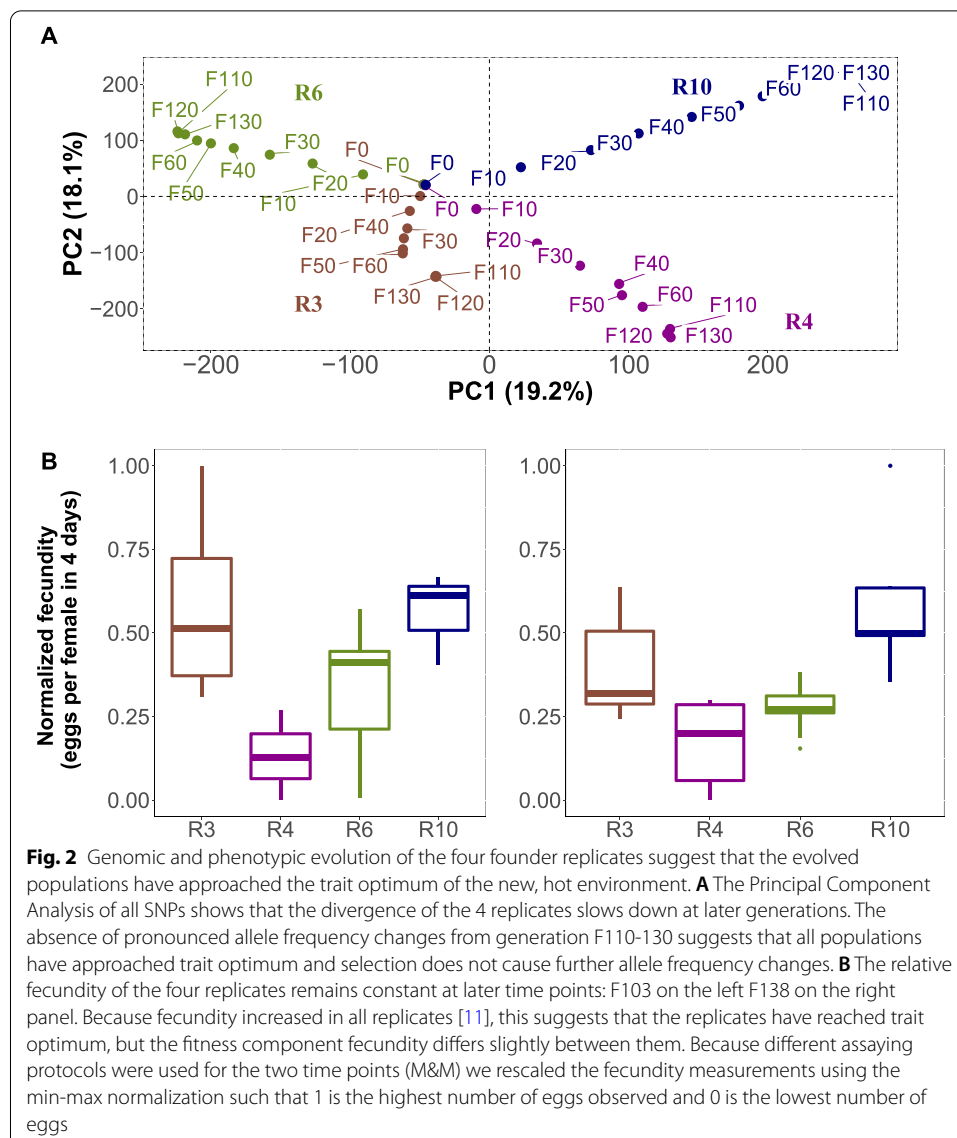 A
200
100
0
−100
−200
PC2 (18.1%)
F110
F120
F130
F60
F50
F40
F30
F20
F10
F0
R6
F0
F10
F20
F40
F30
F50
F60
F110
F130
F120
R3
F0
F10
F20
F30
F40
F50
F60
F120
F130
F110
R10
F0
F10
F20
F30
F40
F50
F60
F110
F120
F130
R4
−200
−100
0
100
200
PC1 (19.2%)
B
Normalized fecundity
(eggs per female in 4 days)
1.00
0.75
0.50
0.25
0.00
R3 R4 R6 R10
1.00
0.75
0.50
0.25
0.00
R3 R4 R6 R10
Fig. 2 Genomic and phenotypic evolution of the four founder replicates suggest that the evolved
populations have approached the trait optimum of the new, hot environment. A The Principal Component
Analysis of all SNPs shows that the divergence of the 4 replicates slows down at later generations. The
absence of pronounced allele frequency changes from generation F110-130 suggests that all populations
have approached trait optimum and selection does not cause further allele frequency changes. B The relative
fecundity of the four replicates remains constant at later time points: F103 on the left F138 on the right
panel. Because fecundity increased in all replicates [11], this suggests that the replicates have reached trait
optimum, but the fitness component fecundity differs slightly between them. Because different assaying
protocols were used for the two time points (M&M) we rescaled the fecundity measurements using the
min-max normalization such that 1 is the highest number of eggs observed and 0 is the lowest number of
eggs